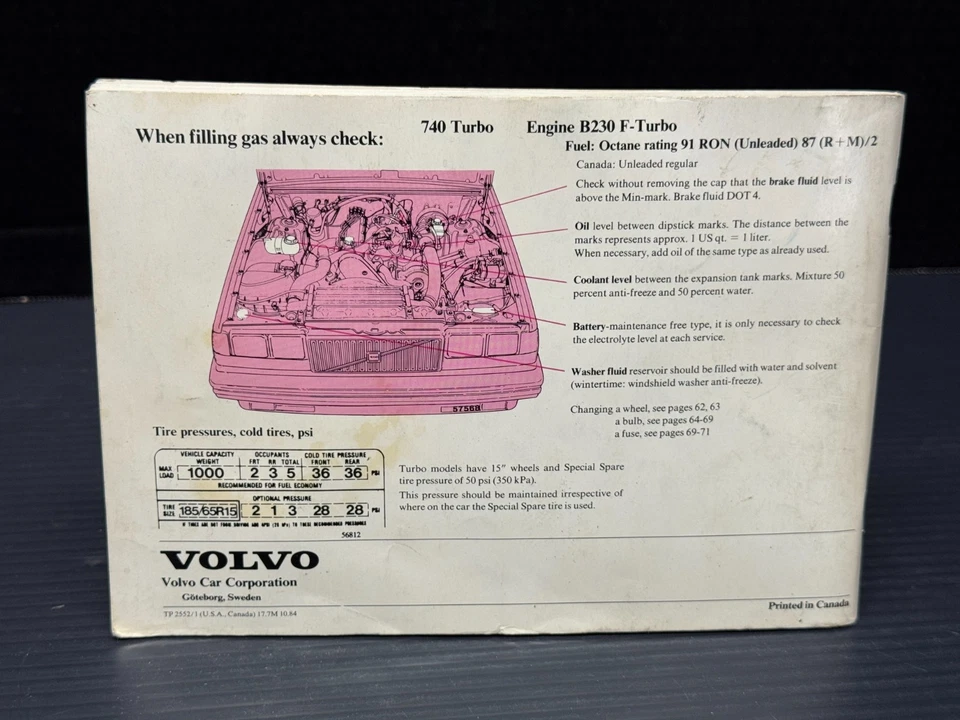 When filling gas always check:
740 Turbo
Engine B230 F-Turbo
Fuel: Octane rating 91 RON (Unleaded) 87 (R+M)/2
Canada: Unleaded regular
Check without removing the cap that the brake fluid level is
above the Min-mark. Brake fluid DOT 4.
Oil level between dipstick marks. The distance between the
marks represents approx. 1 US qt. = 1 liter.
When necessary, add oil of the same type as already used.
Coolant level between the expansion tank marks. Mixture 50
percent anti-freeze and 50 percent water.
Battery-maintenance free type, it is only necessary to check
the electrolyte level at each service.
Washer fluid reservoir should be filled with water and solvent
(wintertime: windshield washer anti-freeze).
57568
Changing a wheel, see pages 62, 63
a bulb, see pages 64-69
a fuse, see pages 69-71
Tire pressures, cold tires, psi
VEHICLE CAPACITY WEIGHT OCCUPANTS FRT RR TOTAL COLD TIRE PRESSURE FRONT REAR
MAX LOAD 1000 2 3 5 36 36 PSI
RECOMMENDED FOR FUEL ECONOMY
OPTIONAL PRESSURE
TIRE SIZE 185/65R15 2 1 3 28 28 PSI
56812
Turbo models have 15" wheels and Special Spare
tire pressure of 50 psi (350 kPa).
This pressure should be maintained irrespective of
where on the car the Special Spare tire is used.
VOLVO
Volvo Car Corporation
Göteborg, Sweden
TP 2552/1 (U.S.A., Canada) 17.7M 10.84
Printed in Canada